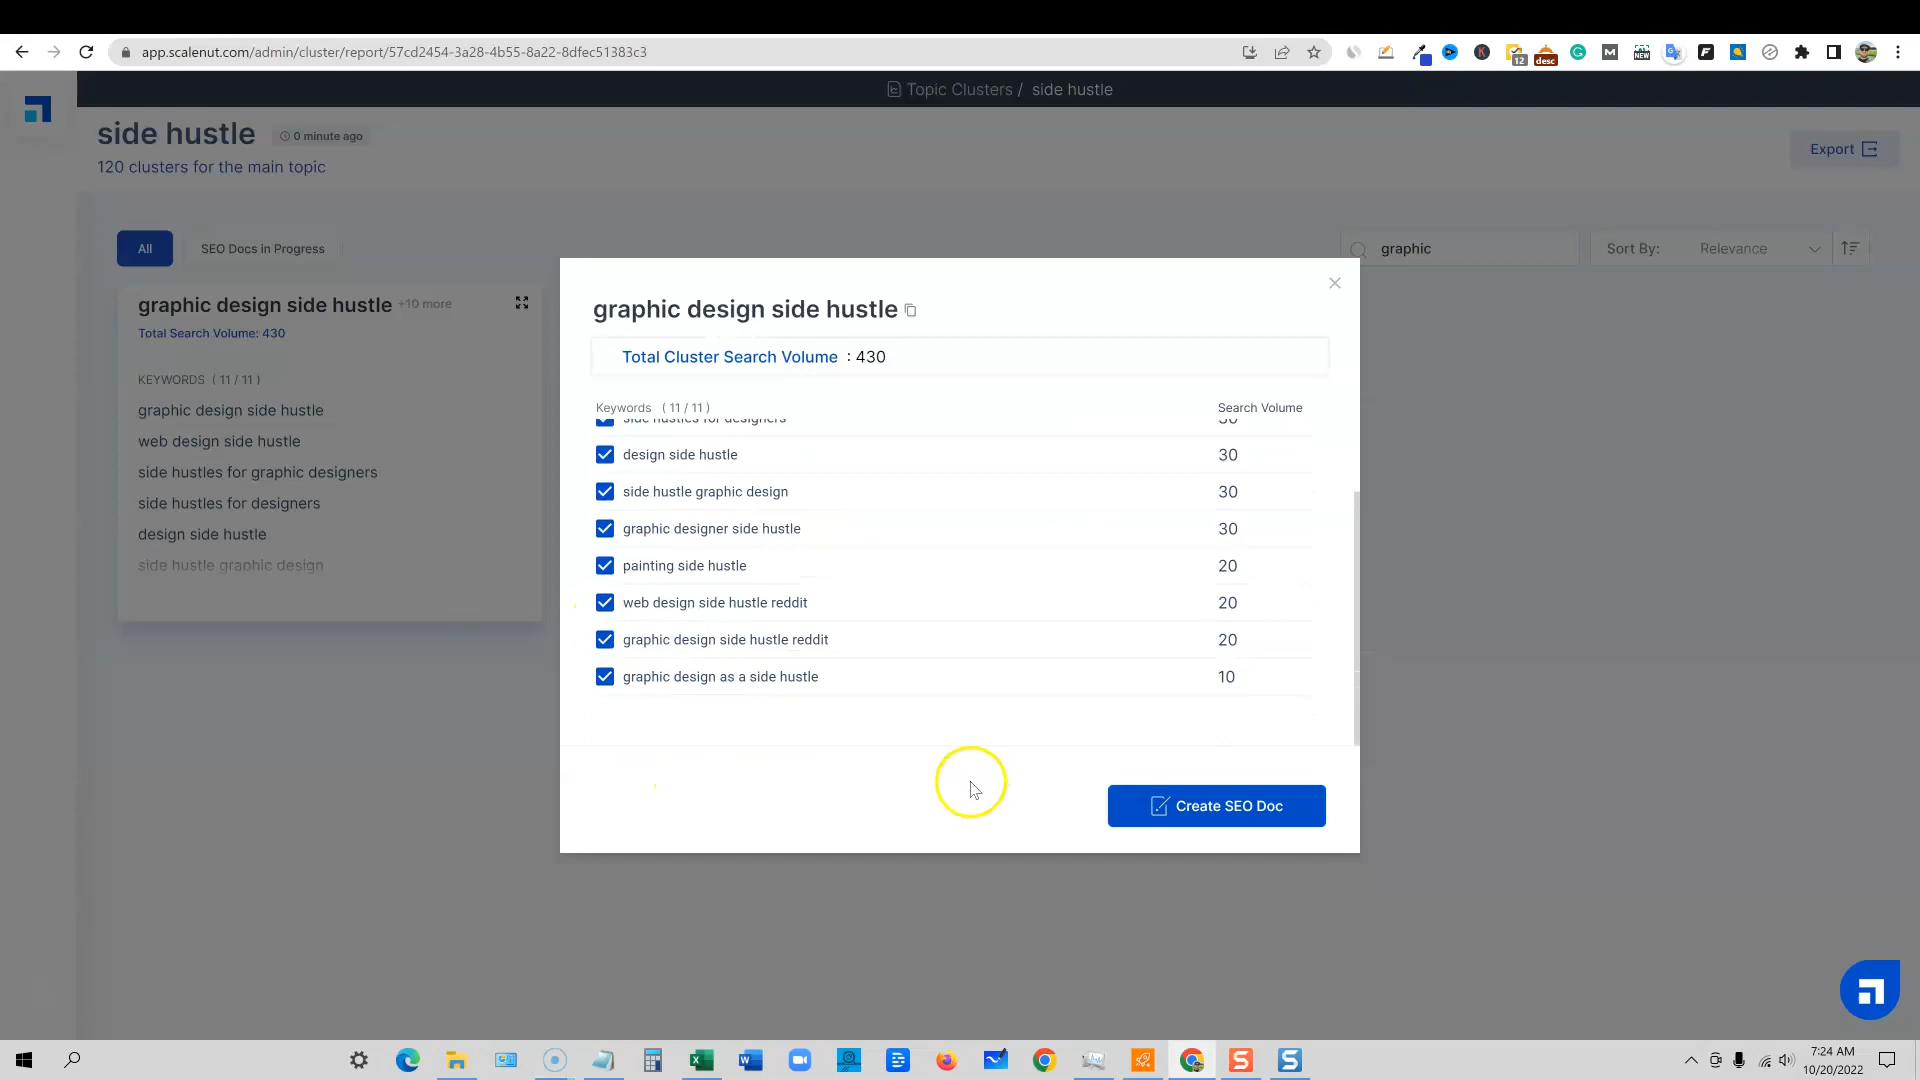 app.scalenut.com/admin/cluster/report/57cd2454-3a28-4b55-8a22-8dfec51383c3
12
desc
NEW
Topic Clusters / side hustle
side hustle
0 minute ago
120 clusters for the main topic
Export
All
SEO Docs in Progress
graphic
Sort By:
Relevance
graphic design side hustle +10 more
Total Search Volume: 430
KEYWORDS ( 11 / 11 )
graphic design side hustle
web design side hustle
side hustles for graphic designers
side hustles for designers
design side hustle
side hustle graphic design
graphic design side hustle
Total Cluster Search Volume : 430
Keywords ( 11 / 11 )
Search Volume
side hustles for designers 30
design side hustle 30
side hustle graphic design 30
graphic designer side hustle 30
painting side hustle 20
web design side hustle reddit 20
graphic design side hustle reddit 20
graphic design as a side hustle 10
Create SEO Doc
7:24 AM
10/20/2022